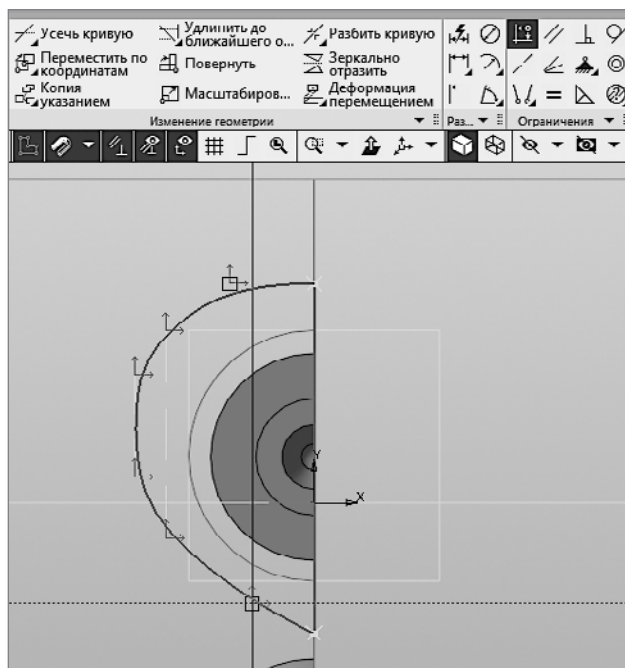 Усечь кривую
Удлинить до ближайшего о...
Разбить кривую
Переместить по координатам
Повернуть
Зеркально отразить
Копия указанием
Масштабиров...
Деформация перемещением
Изменение геометрии
Раз...
Ограничения
Y
X